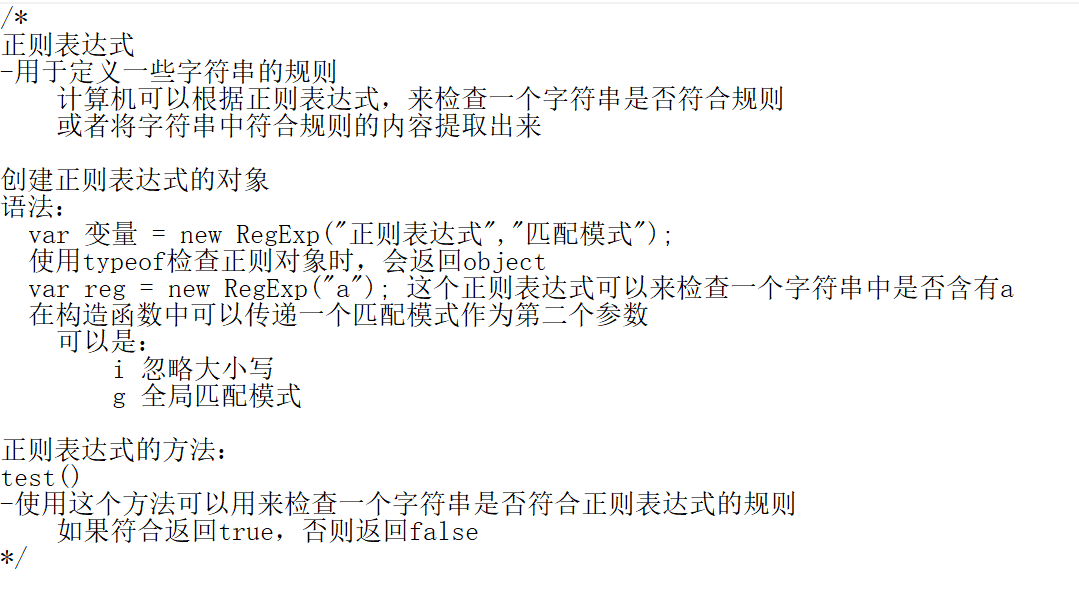 /*
正则表达式
-用于定义一些字符串的规则
计算机可以根据正则表达式，来检查一个字符串是否符合规则
或者将字符串中符合规则的内容提取出来
创建正则表达式的对象
语法：
var 变量 = new RegExp("正则表达式","匹配模式");
使用typeof检查正则对象时，会返回object
var reg = new RegExp("a"); 这个正则表达式可以来检查一个字符串中是否含有a
在构造函数中可以传递一个匹配模式作为第二个参数
可以是：
i 忽略大小写
g 全局匹配模式
正则表达式的方法：
test()
-使用这个方法可以用来检查一个字符串是否符合正则表达式的规则
如果符合返回true，否则返回false
*/